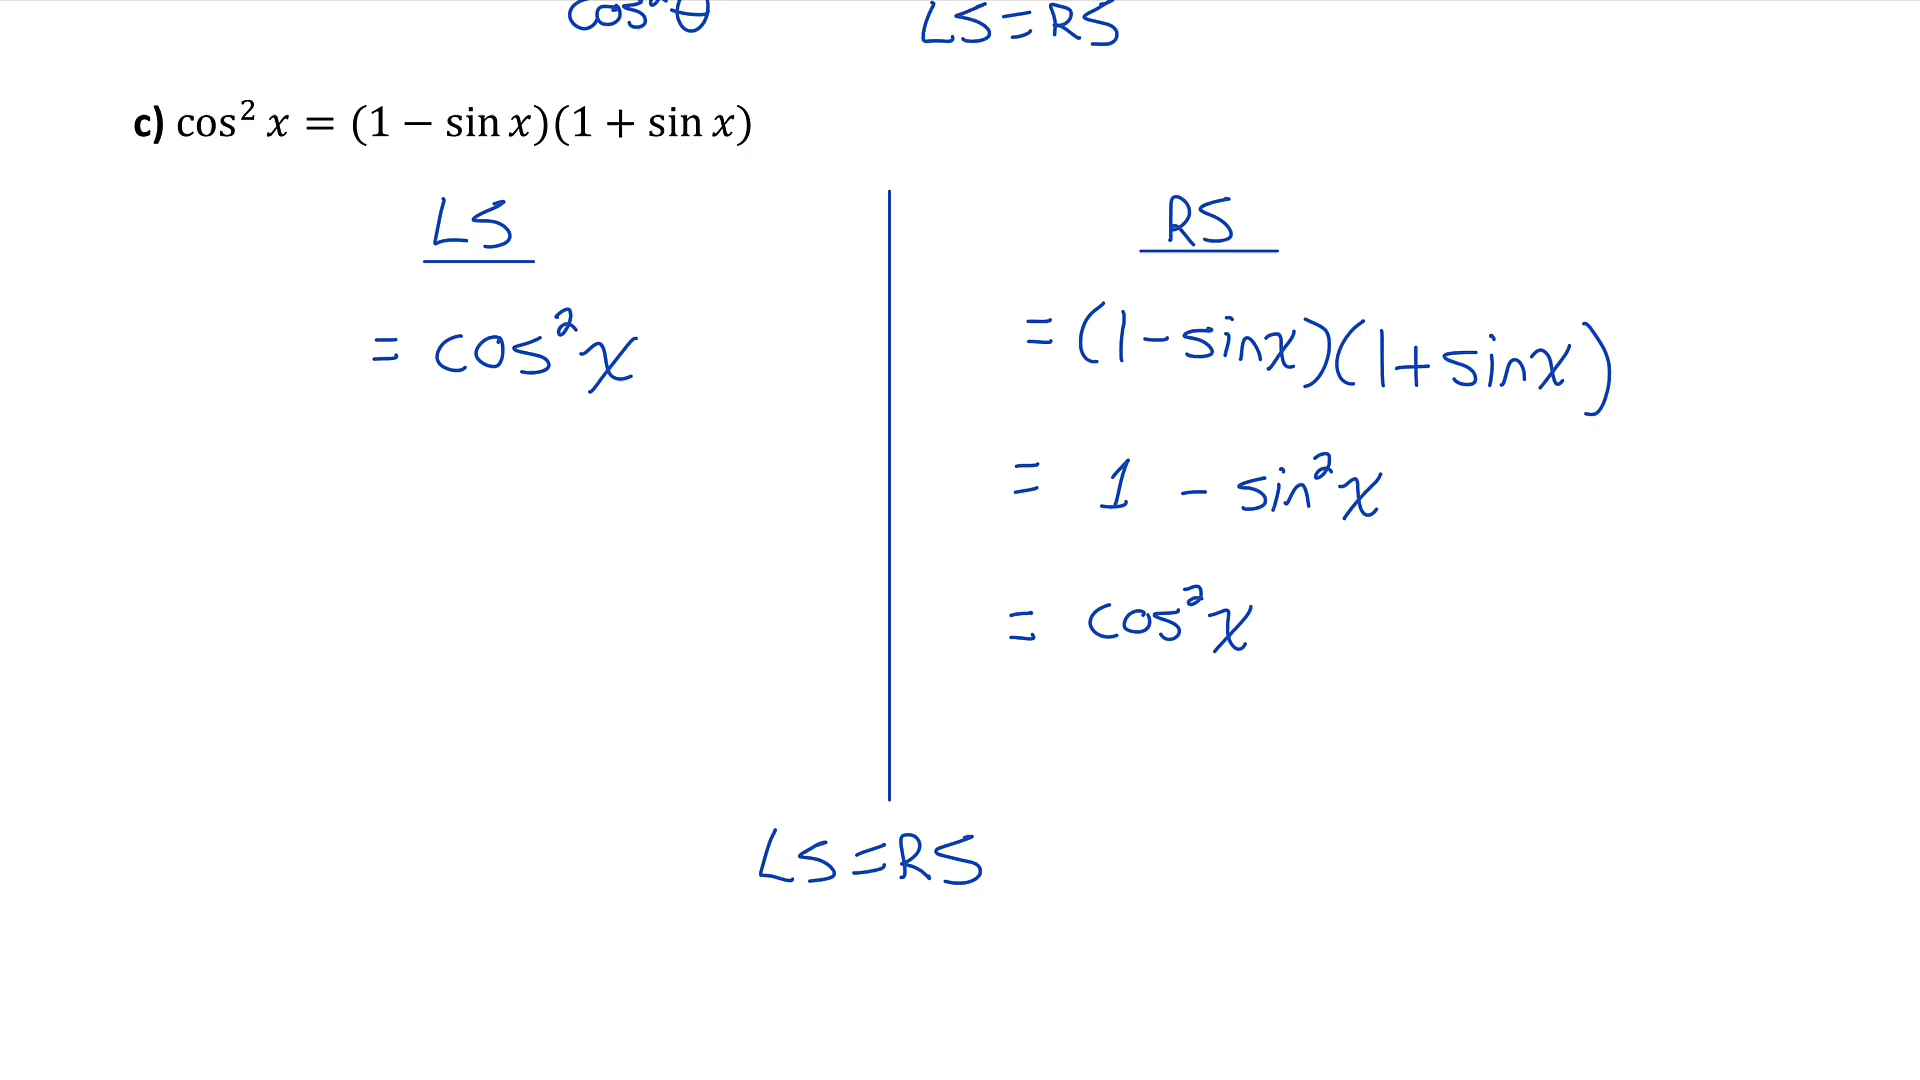 cos²θ LS=RS
c) cos² x = (1 − sin x)(1 + sin x)
LS
= cos²x
RS
= (1-sinx)(1+sinx)
= 1 - sin²x
= cos²x
LS=RS